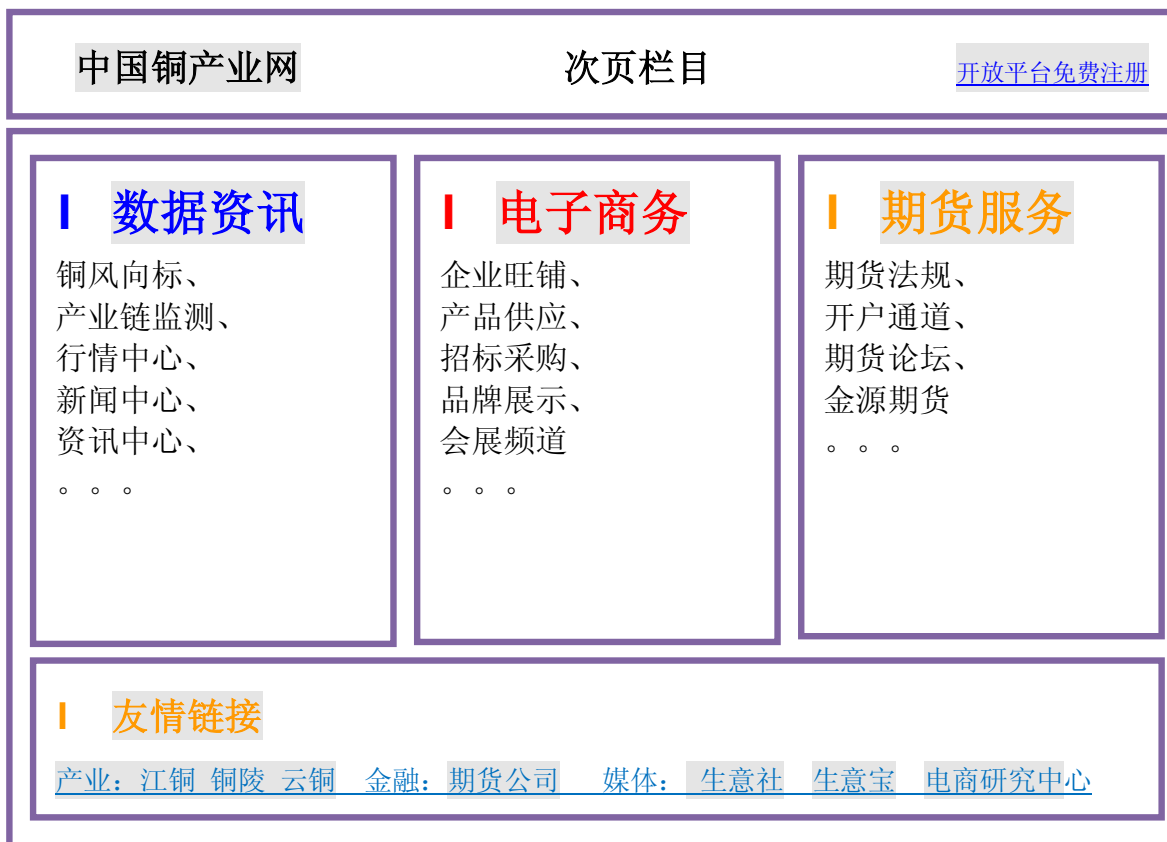 中国铜产业网 次页栏目 开放平台免费注册
数据资讯
铜风向标、
产业链监测、
行情中心、
新闻中心、
资讯中心、
。。。
电子商务
企业旺铺、
产品供应、
招标采购、
品牌展示、
会展频道
。。。
期货服务
期货法规、
开户通道、
期货论坛、
金源期货
。。。
友情链接
产业：江铜 铜陵 云铜 金融：期货公司 媒体： 生意社 生意宝 电商研究中心